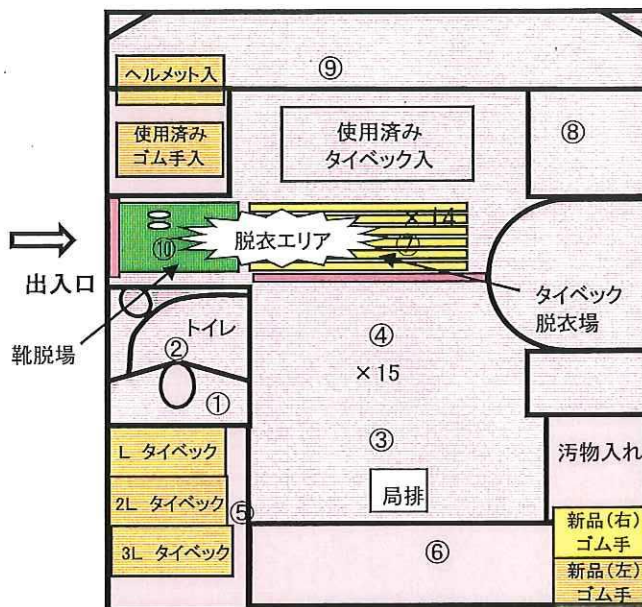 ⑨
ヘルメット入
使用済み
ゴム手入
使用済み
タイベック入
⑧
×14
⑩
脱衣エリア
⑦
出入口
タイベック
脱衣場
靴脱場
トイレ
②
①
④
×15
③
局排
L タイベック
2L タイベック
3L タイベック
⑤
⑥
汚物入れ
新品(右)
ゴム手
新品(左)
ゴム手